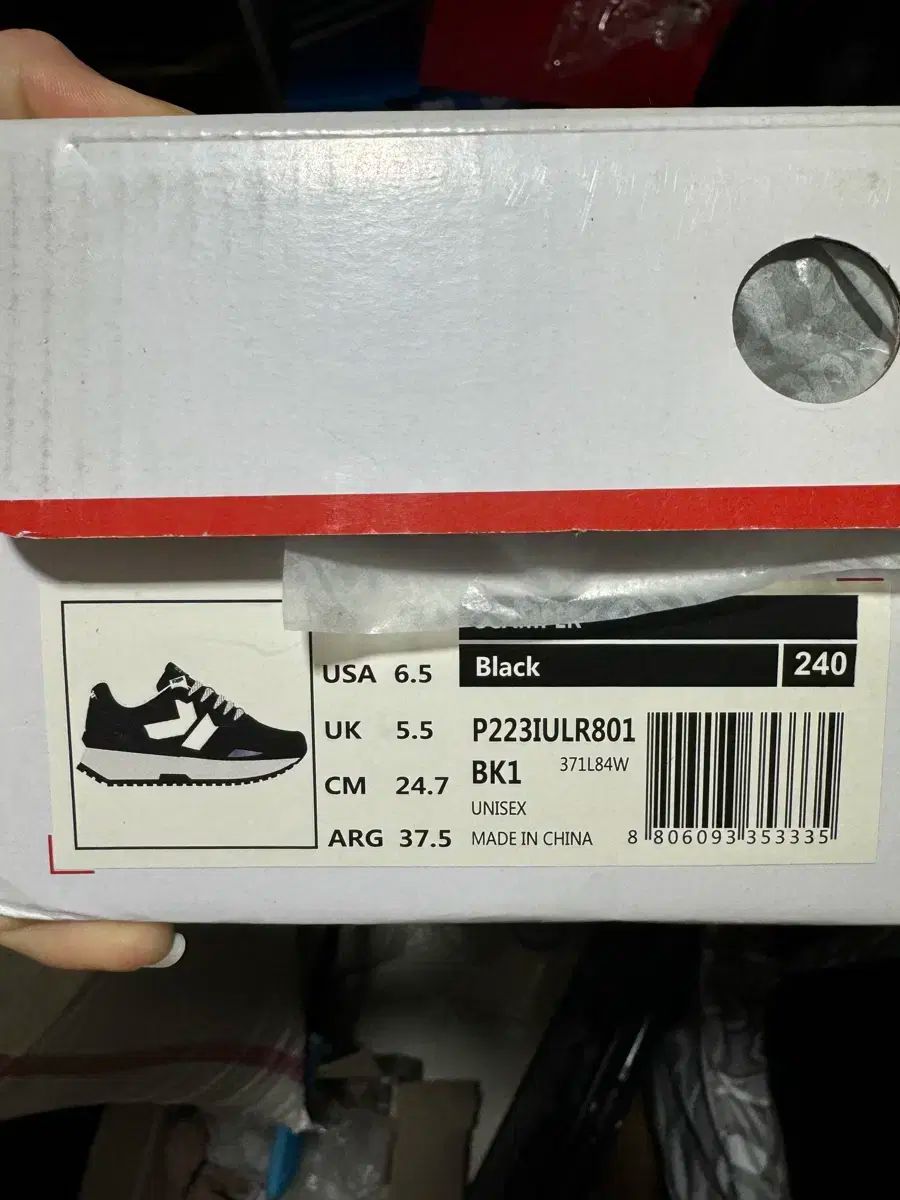 Black 240
USA 6.5
UK 5.5
CM 24.7
ARG 37.5
P223IULR801
BK1 371L84W
UNISEX
MADE IN CHINA
8 806093 353335